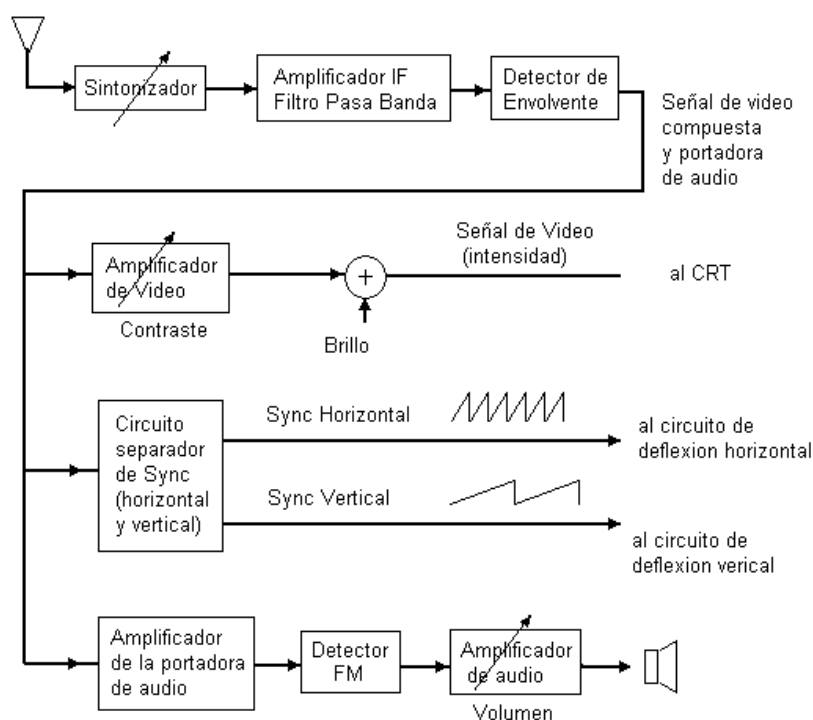 Sintonizador
Amplificador IF
Filtro Pasa Banda
Detector de
Envolvente
Señal de video
compuesta
y portadora
de audio
Amplificador
de Video
Contraste
+
Brillo
Señal de Video
(intensidad)
al CRT
Circuito
separador
de Sync
(horizontal
y vertical)
Sync Horizontal
al circuito de
deflexion horizontal
Sync Vertical
al circuito de
deflexion verical
Amplificador
de la portadora
de audio
Detector
FM
Amplificador
de audio
Volumen